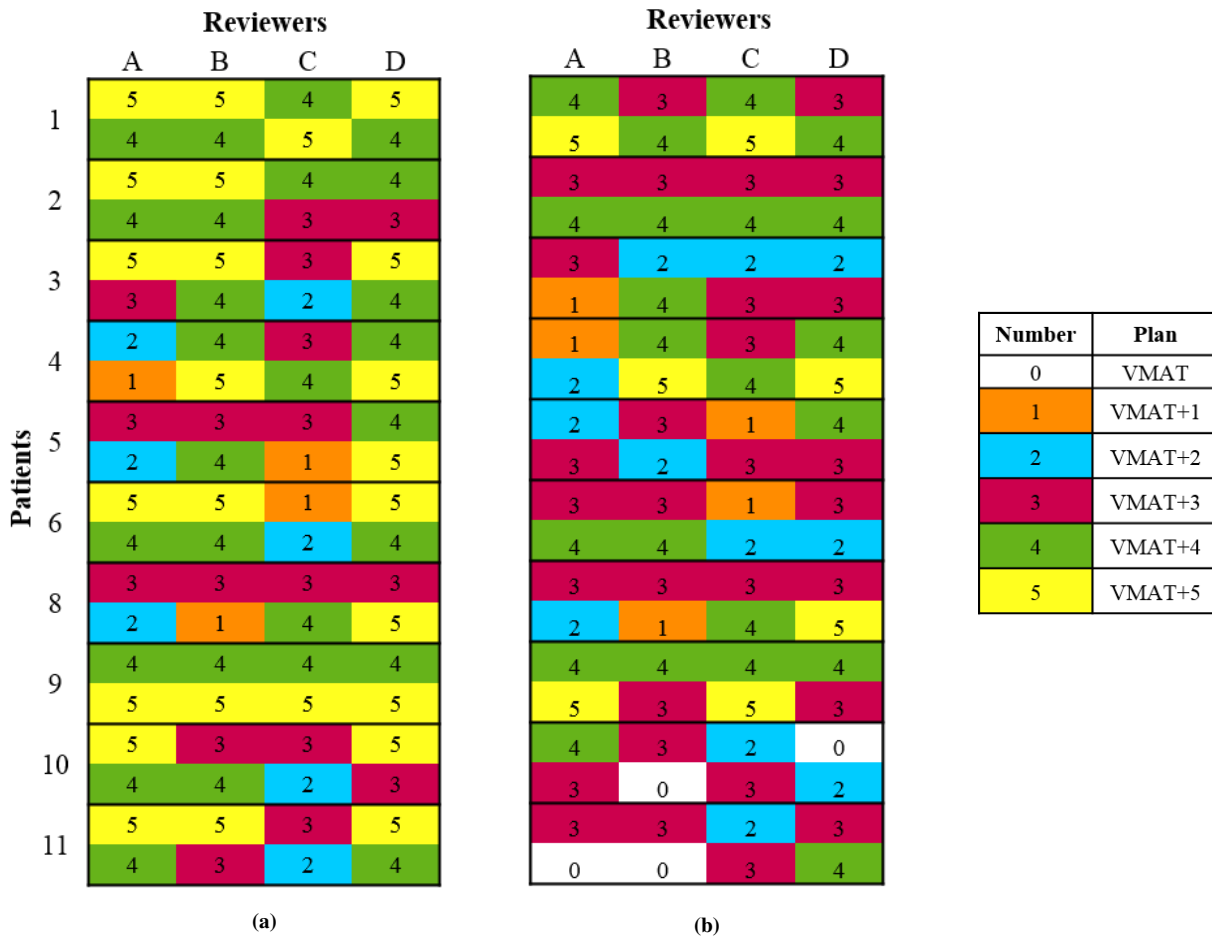 Reviewers
A B C D
Patients
1
5 5 4 5
4 4 5 4
2
5 5 4 4
4 4 3 3
3
5 5 3 5
3 4 2 4
4
2 4 3 4
1 5 4 5
5
3 3 3 4
2 4 1 5
6
5 5 1 5
4 4 2 4
8
3 3 3 3
2 1 4 5
9
4 4 4 4
5 5 5 5
10
5 3 3 5
4 4 2 3
11
5 5 3 5
4 3 2 4
(a)
Reviewers
A B C D
4 3 4 3
5 4 5 4
3 3 3 3
4 4 4 4
3 2 2 2
1 4 3 3
1 4 3 4
2 5 4 5
2 3 1 4
3 2 3 3
3 3 1 3
4 4 2 2
3 3 3 3
2 1 4 5
4 4 4 4
5 3 5 3
4 3 2 0
3 0 3 2
3 3 2 3
0 0 3 4
(b)
Number Plan
0 VMAT
1 VMAT+1
2 VMAT+2
3 VMAT+3
4 VMAT+4
5 VMAT+5